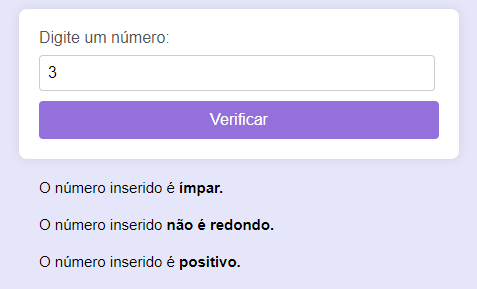 Digite um número:
3
Verificar
O número inserido é ímpar.
O número inserido não é redondo.
O número inserido é positivo.